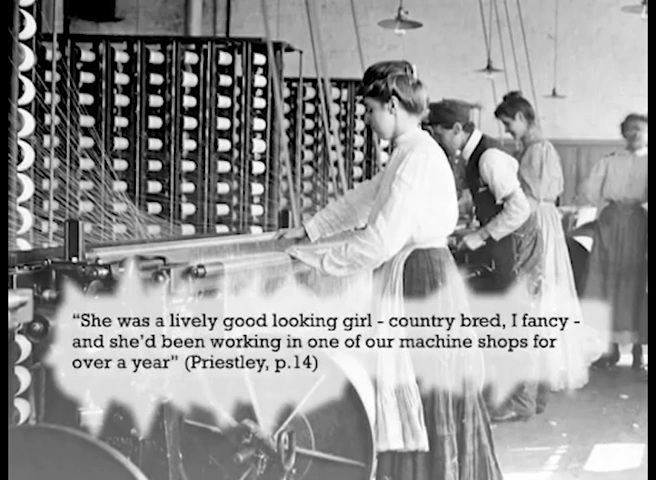 “She was a lively good looking girl - country bred, I fancy -
and she’d been working in one of our machine shops for
over a year” (Priestley, p.14)